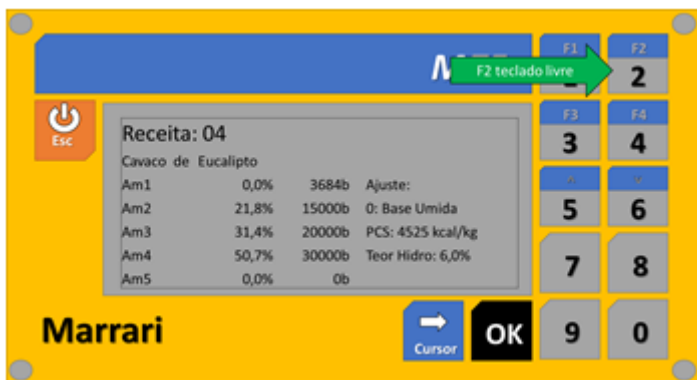 F1
F2
F2 teclado livre
2
Esc
F3
F4
3
4
Receita: 04
Cavaco de Eucalipto
Am1 0,0% 3684b Ajuste:
Am2 21,8% 15000b 0: Base Umida
Am3 31,4% 20000b PCS: 4525 kcal/kg
Am4 50,7% 30000b Teor Hidro: 6,0%
Am5 0,0% 0b
5
6
7
8
Marrari
Cursor
OK
9
0